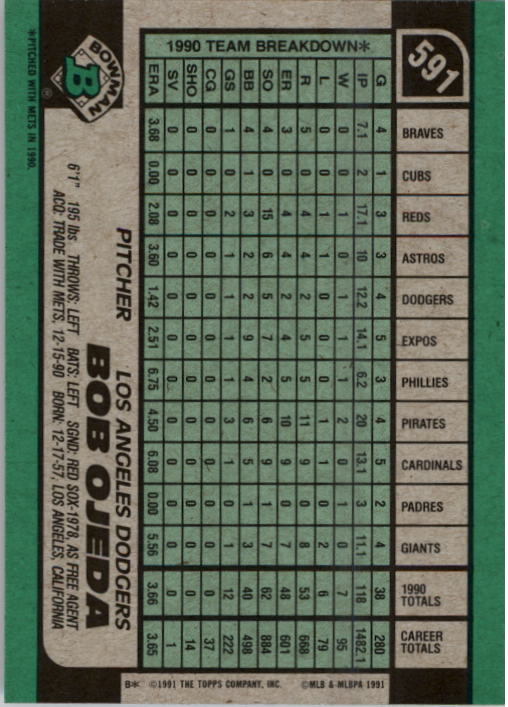 591
1990 TEAM BREAKDOWN*
G IP W L R ER SO BB GS CG SHO SV ERA
BRAVES 4 7.1 0 0 5 3 4 4 1 0 0 0 3.68
CUBS 1 2 0 0 0 0 0 1 0 0 0 0 0.00
REDS 3 17.1 1 1 4 4 15 3 2 0 0 0 2.08
ASTROS 3 10 0 1 4 4 6 2 1 0 0 0 3.60
DODGERS 4 12.2 1 0 2 2 5 2 1 0 0 0 1.42
EXPOS 5 14.1 1 0 5 4 7 9 1 0 0 0 2.51
PHILLIES 3 6.2 1 0 5 5 2 4 1 0 0 0 6.75
PIRATES 4 20 2 1 11 10 5 6 3 0 0 0 4.50
CARDINALS 5 13.1 0 1 9 9 9 5 1 0 0 0 6.08
PADRES 2 3 1 0 0 0 1 1 0 0 0 0 0.00
GIANTS 4 11.1 0 2 8 7 7 3 1 0 0 0 5.56
1990 TOTALS 38 118 7 6 53 48 62 40 12 0 0 0 3.66
CAREER TOTALS 280 1482.1 95 79 668 601 884 498 222 37 14 1 3.65
PITCHER LOS ANGELES DODGERS
BOB OJEDA
6'1" 195 lbs THROWS: LEFT BATS: LEFT SGND: RED SOX-1978, AS FREE AGENT
ACQ: TRADE WITH METS, 12-15-90 BORN: 12-17-57, LOS ANGELES, CALIFORNIA
BOWMAN
B
®
*PITCHED WITH METS IN 1990.
B* ©1991 THE TOPPS COMPANY, INC. ©MLB & MLBPA 1991